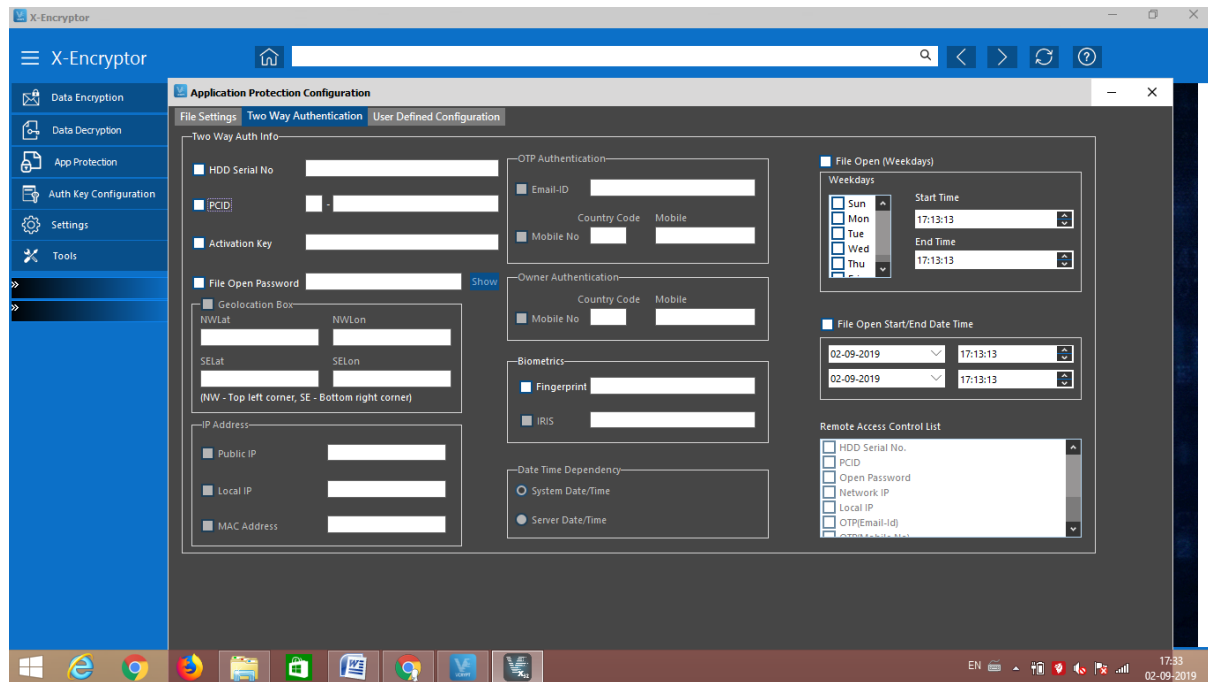 X-Encryptor
X-Encryptor
Data Encryption
Data Decryption
App Protection
Auth Key Configuration
Settings
Tools
»
»
Application Protection Configuration
File Settings Two Way Authentication User Defined Configuration
Two Way Auth Info
HDD Serial No
PCID -
Activation Key
File Open Password Show
Geolocation Box
NWLat NWLon
SELat SELon
(NW - Top left corner, SE - Bottom right corner)
IP Address
Public IP
Local IP
MAC Address
OTP Authentication
Email-ID
Country Code Mobile
Mobile No
Owner Authentication
Country Code Mobile
Mobile No
Biometrics
Fingerprint
IRIS
Date Time Dependency
System Date/Time
Server Date/Time
File Open (Weekdays)
Weekdays
Sun
Mon
Tue
Wed
Thu
Start Time
17:13:13
End Time
17:13:13
File Open Start/End Date Time
02-09-2019 17:13:13
02-09-2019 17:13:13
Remote Access Control List
HDD Serial No.
PCID
Open Password
Network IP
Local IP
OTP(Email-Id)
OTP(Mobile No)
EN
17:33
02-09-2019